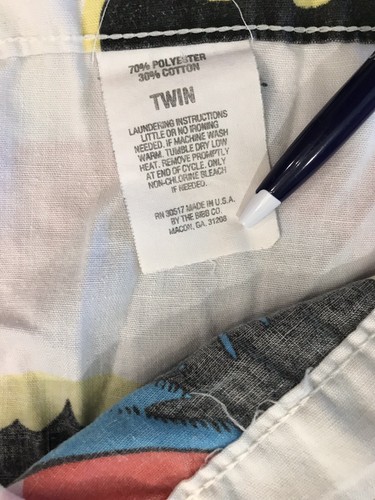 70% POLYESTER
30% COTTON
TWIN
LAUNDERING INSTRUCTIONS
LITTLE OR NO IRONING
NEEDED. IF MACHINE WASH
WARM. TUMBLE DRY LOW
HEAT. REMOVE PROMPTLY
AT END OF CYCLE. ONLY
NON-CHLORINE BLEACH
IF NEEDED.
RN 30517 MADE IN U.S.A.
BY THE BIBB CO.
MACON, GA. 31208